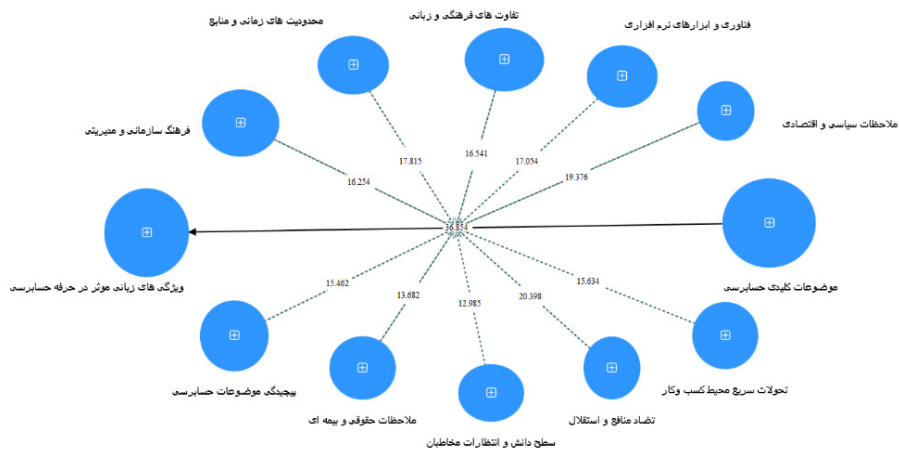 محدودیت های زمانی و منابع
تفاوت های فرهنگی و زبانی
فناوری و ابزارهای نرم افزاری
فرهنگ سازمانی و مدیریتی
ملاحظات سیاسی و اقتصادی
17.815
16.541
17.054
16.254
19.376
36.854
ویژگی های زبانی موثر در حرفه حسابرسی
موضوعات کلیدی حسابرسی
15.462
13.682
12.985
20.398
15.634
پیچیدگی موضوعات حسابرسی
ملاحظات حقوقی و بیمه ای
سطح دانش و انتظارات مخاطبان
تضاد منافع و استقلال
تحولات سریع محیط کسب وکار